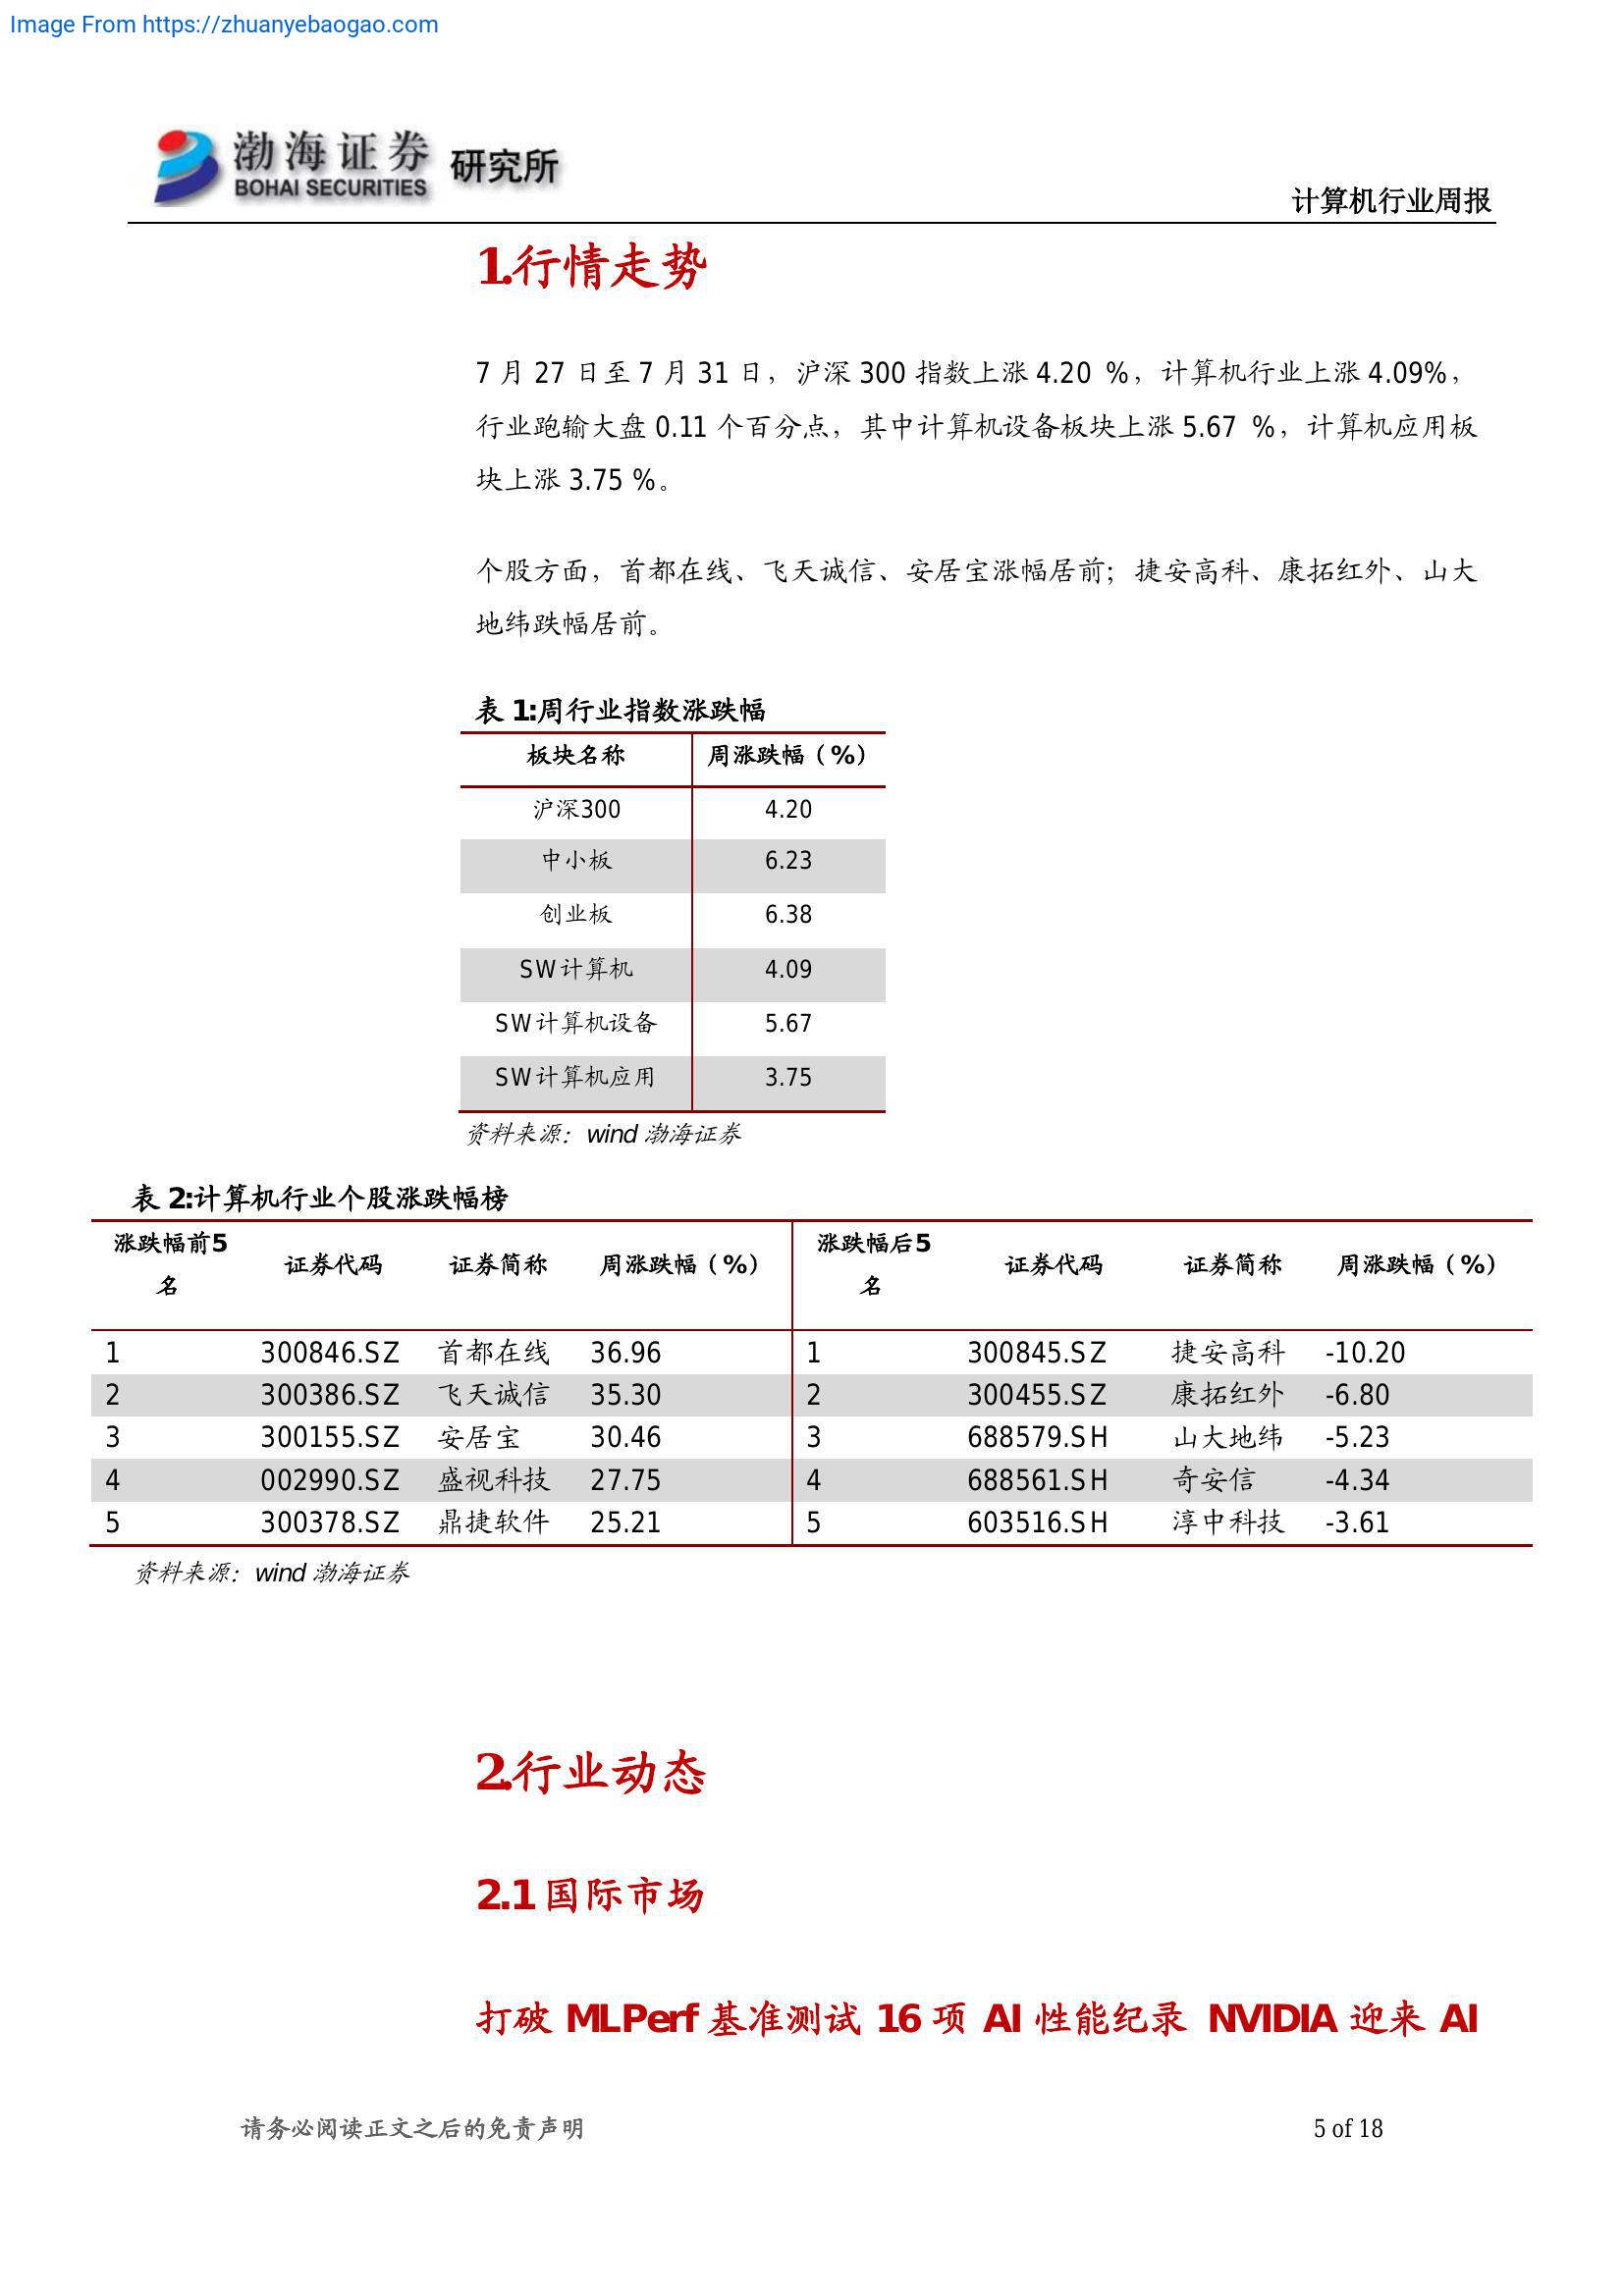 Image From https://zhuanyebaogao.com
渤海证券 研究所
BOHAI SECURITIES
计算机行业周报
1.行情走势
7 月 27 日至 7 月 31 日，沪深 300 指数上涨 4.20 %，计算机行业上涨 4.09%，
行业跑输大盘 0.11 个百分点，其中计算机设备板块上涨 5.67 %，计算机应用板
块上涨 3.75 %。
个股方面，首都在线、飞天诚信、安居宝涨幅居前；捷安高科、康拓红外、山大
地纬跌幅居前。
表 1:周行业指数涨跌幅
板块名称 周涨跌幅（%）
沪深300 4.20
中小板 6.23
创业板 6.38
SW计算机 4.09
SW计算机设备 5.67
SW计算机应用 3.75
资料来源：wind 渤海证券
表 2:计算机行业个股涨跌幅榜
涨跌幅前5名 证券代码 证券简称 周涨跌幅（%） 涨跌幅后5名 证券代码 证券简称 周涨跌幅（%）
1 300846.SZ 首都在线 36.96 1 300845.SZ 捷安高科 -10.20
2 300386.SZ 飞天诚信 35.30 2 300455.SZ 康拓红外 -6.80
3 300155.SZ 安居宝 30.46 3 688579.SH 山大地纬 -5.23
4 002990.SZ 盛视科技 27.75 4 688561.SH 奇安信 -4.34
5 300378.SZ 鼎捷软件 25.21 5 603516.SH 淳中科技 -3.61
资料来源：wind 渤海证券
2.行业动态
2.1 国际市场
打破 MLPerf 基准测试 16 项 AI 性能纪录 NVIDIA 迎来 AI
请务必阅读正文之后的免责声明 5 of 18